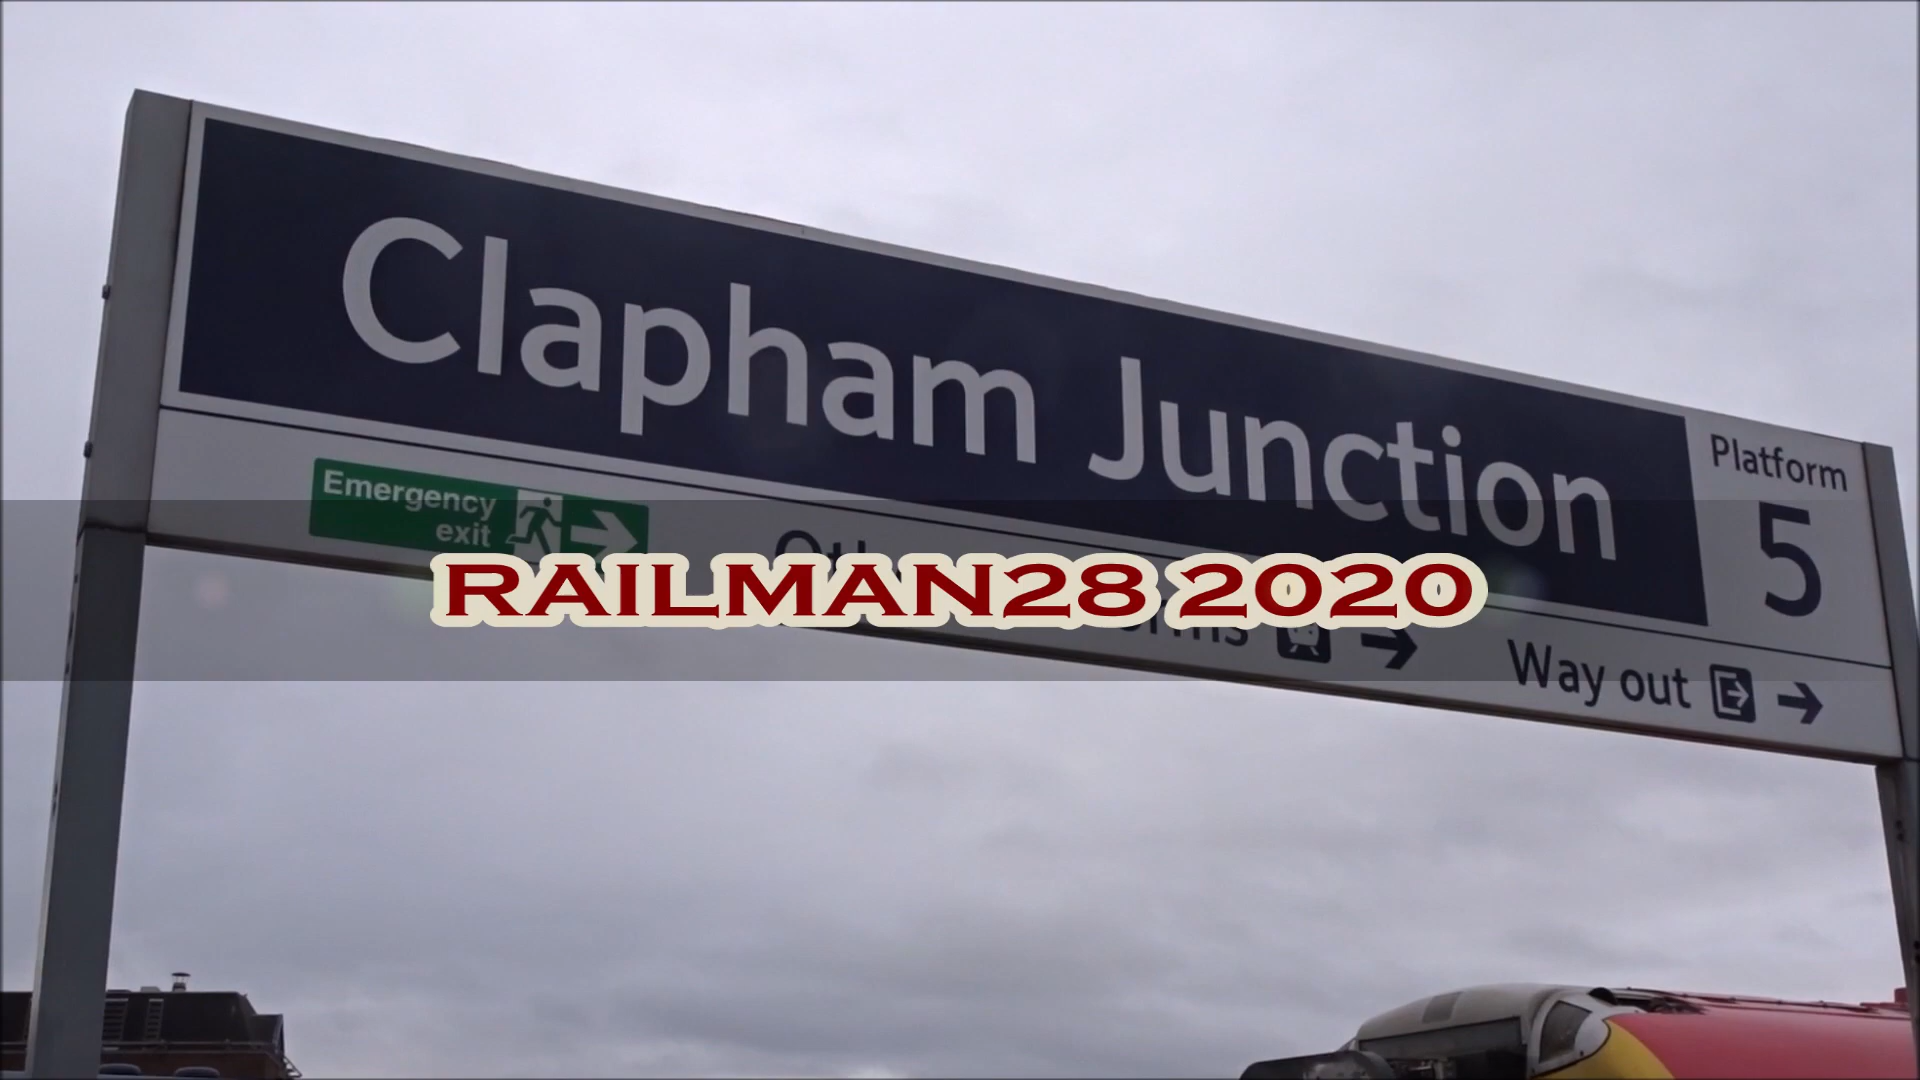 Clapham Junction
Platform
5
Emergency
exit
RAILMAN28 2020
Way out